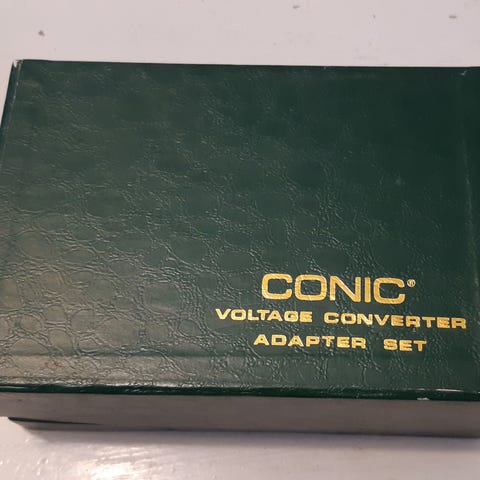 CONIC®
VOLTAGE CONVERTER
ADAPTER SET